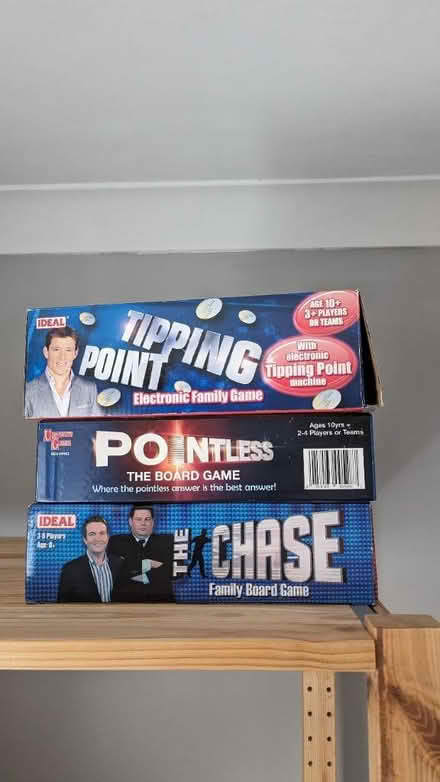 IDEAL
TIPPING
POINT
Electronic Family Game
AGE 10+
3+ PLAYERS
OR TEAMS
With
electronic
Tipping Point
machine
POINTLESS
THE BOARD GAME
Where the pointless answer is the best answer!
Ages 10yrs +
2-4 Players or Teams
IDEAL
Age 8+
THE CHASE
Family Board Game